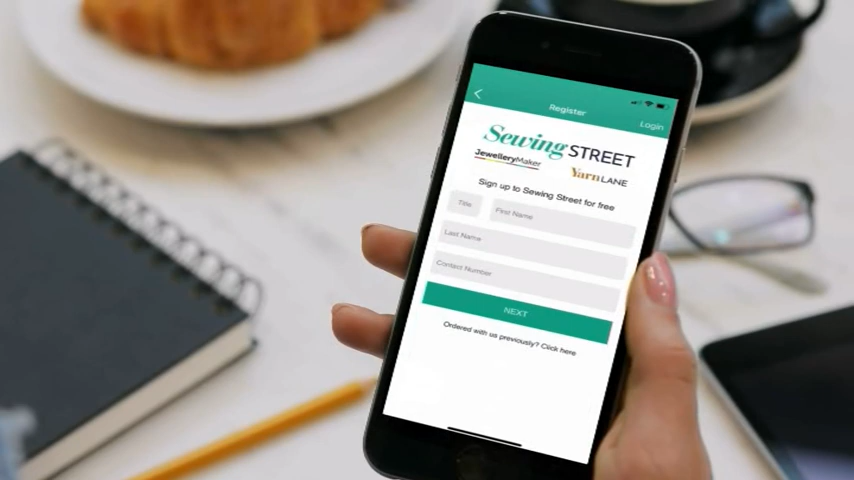 Register
Login
Sewing STREET
JewelleryMaker
YarnLANE
Sign up to Sewing Street for free
Title
First Name
Last Name
Contact Number
NEXT
Ordered with us previously? Click here